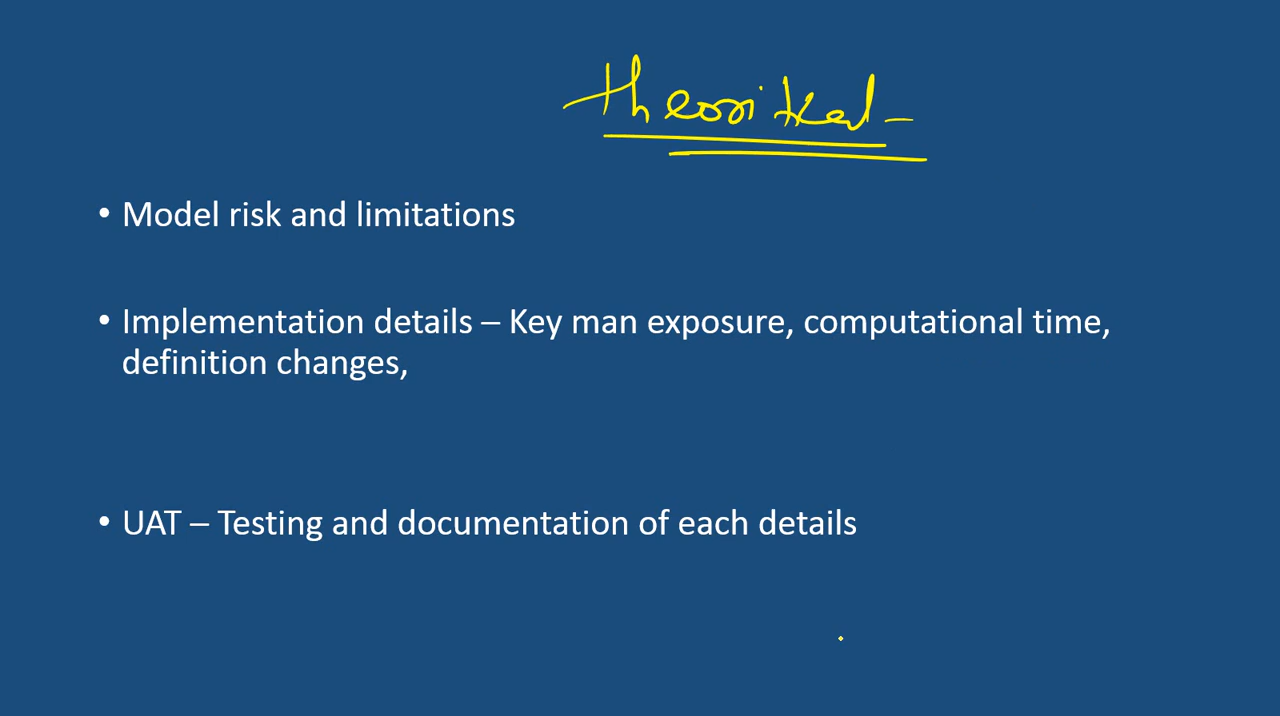 theoritcal -
• Model risk and limitations
• Implementation details – Key man exposure, computational time,
definition changes,
• UAT – Testing and documentation of each details